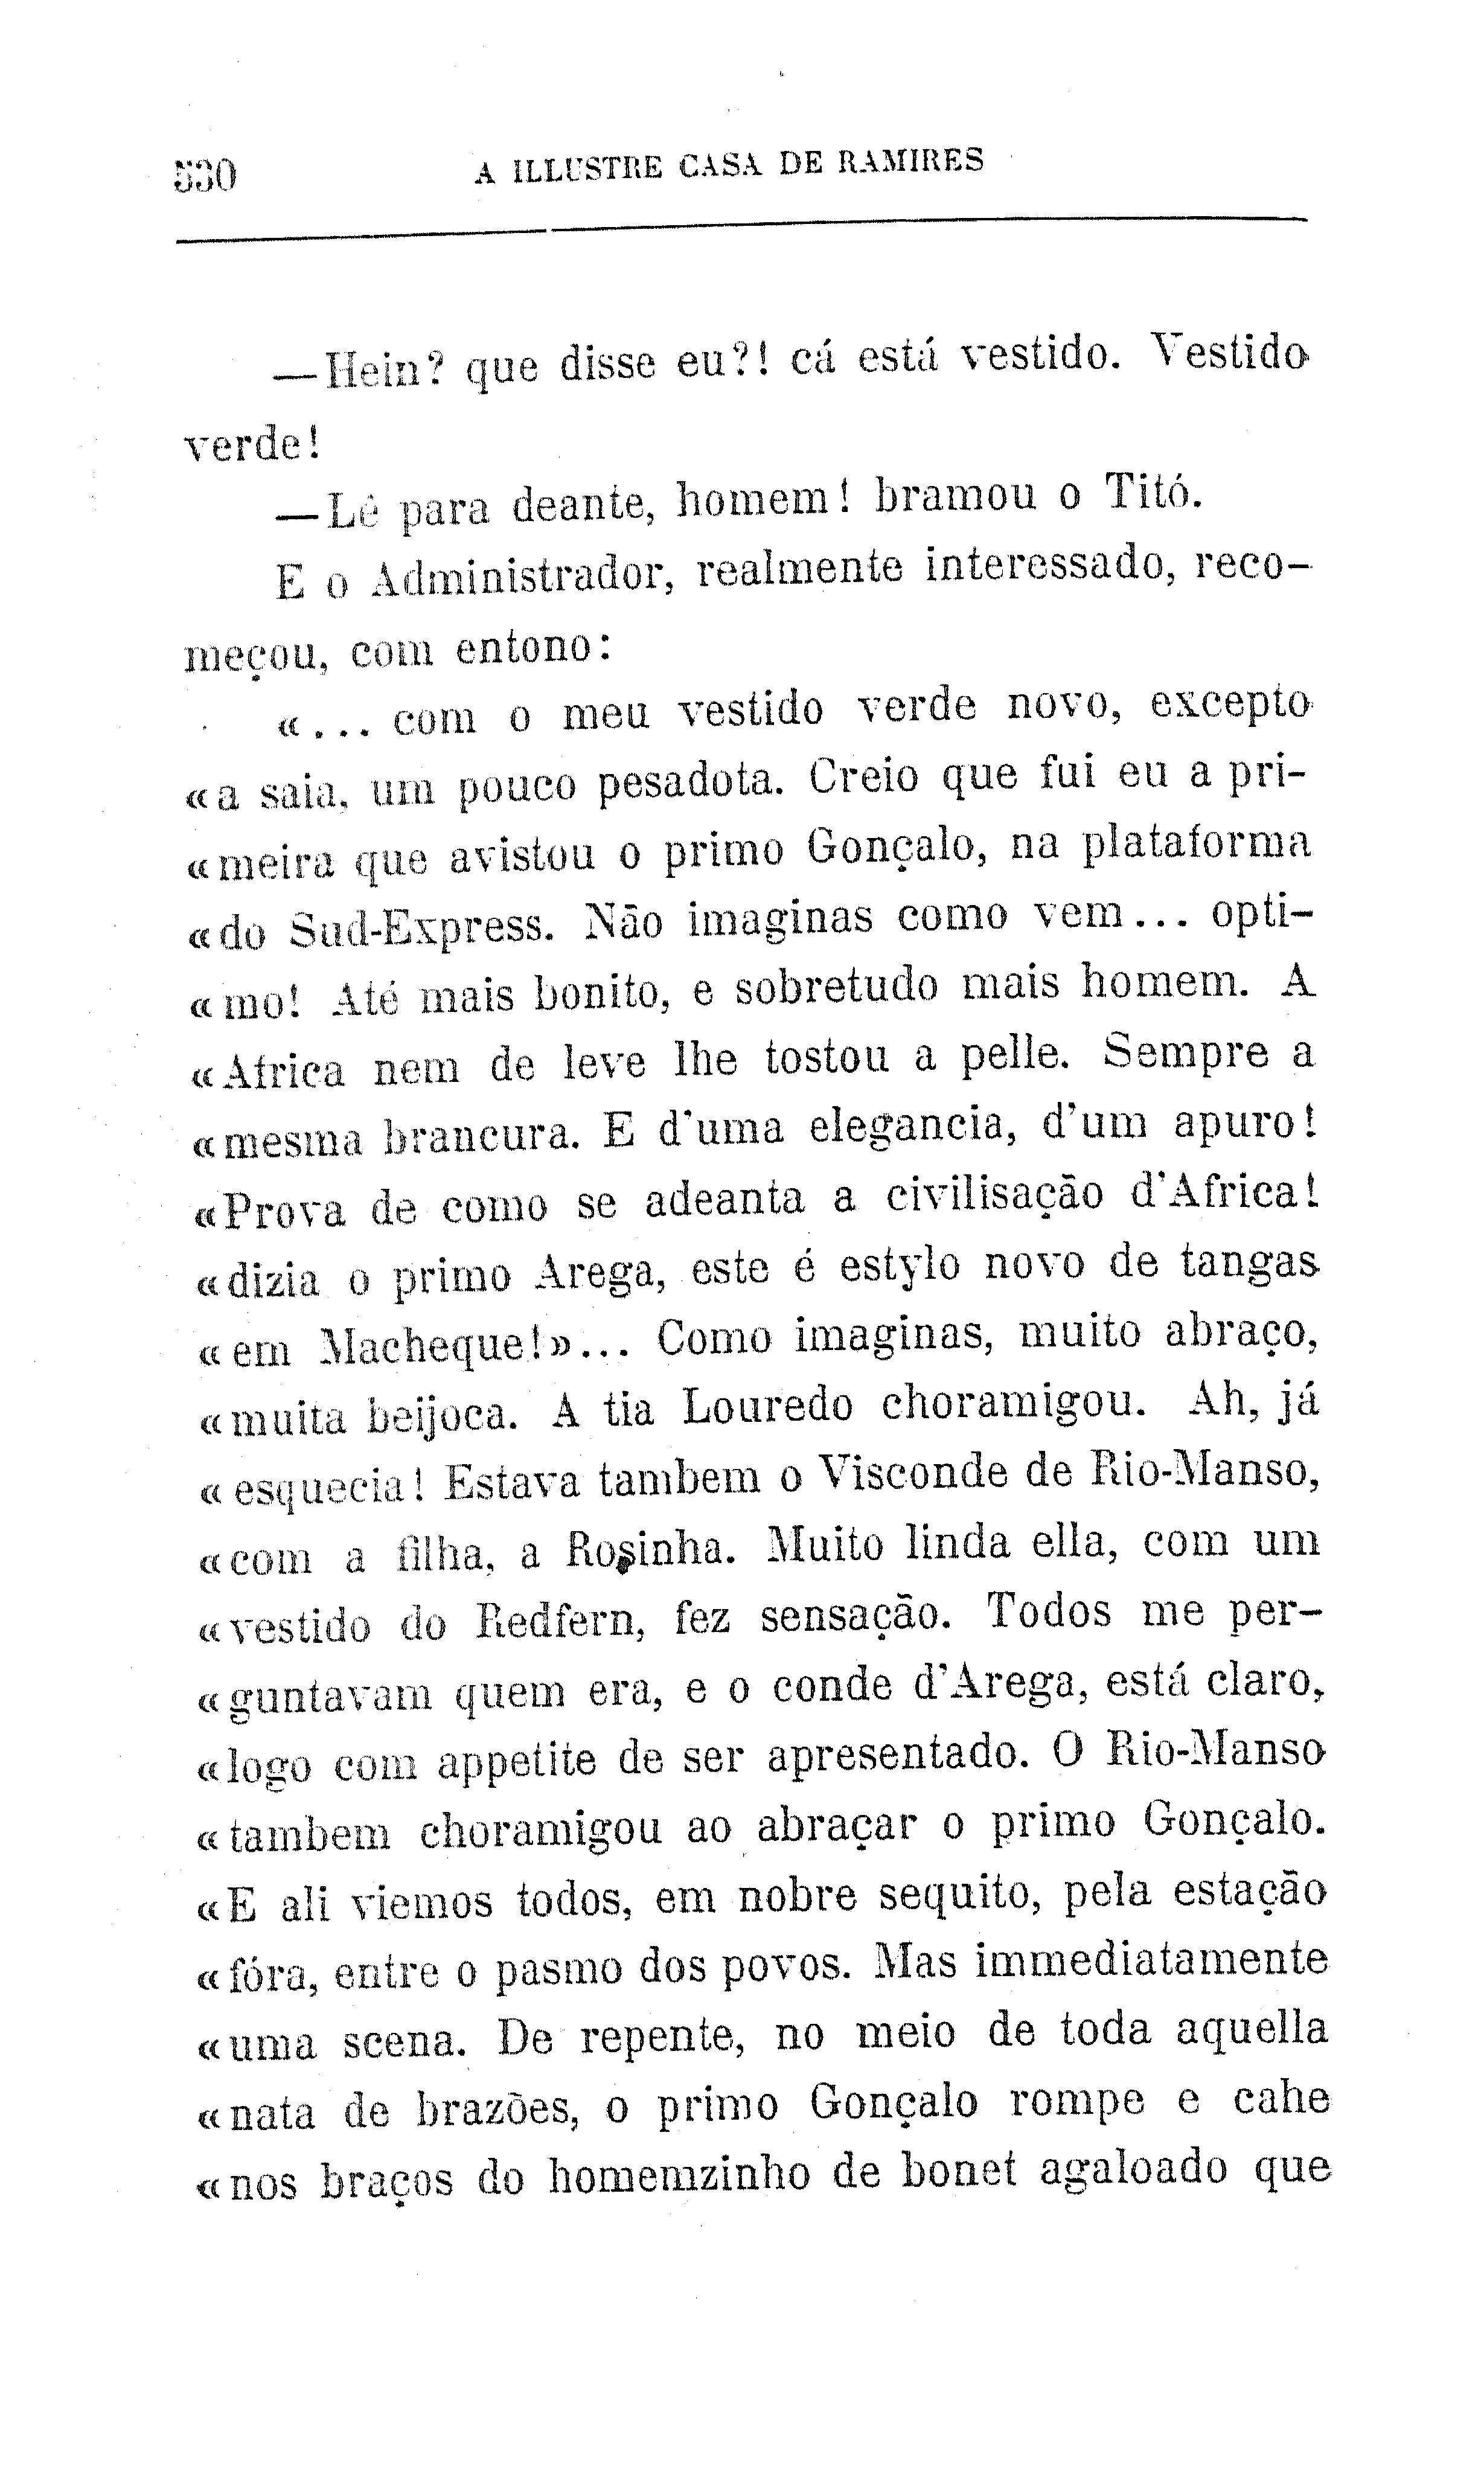 530
A ILLUSTRE CASA DE RAMIRES
—Hein? que disse eu?! cá está vestido. Vestido
verde!
—Lê para deante, homem! bramou o Titó.
E o Administrador, realmente interessado, reco-
meçou, com entono:
«... com o meu vestido verde novo, excepto
«a saia, um pouco pesadota. Creio que fui eu a pri-
«meira que avistou o primo Gonçalo, na plataforma
«do Sud-Express. Não imaginas como vem... opti-
«mo! Até mais bonito, e sobretudo mais homem. A
«Africa nem de leve lhe tostou a pelle. Sempre a
«mesma brancura. E d'uma elegancia, d'um apuro!
«Prova de como se adeanta a civilisação d'Africa!
«dizia o primo Arega, este é estylo novo de tangas
«em Macheque!»... Como imaginas, muito abraço,
«muita beijoca. A tia Louredo choramigou. Ah, já
«esquecia! Estava tambem o Visconde de Rio-Manso,
«com a filha, a Rosinha. Muito linda ella, com um
«vestido do Redfern, fez sensação. Todos me per-
«guntavam quem era, e o conde d'Arega, está claro,
«logo com appetite de ser apresentado. O Rio-Manso
«tambem choramigou ao abraçar o primo Gonçalo.
«E ali viemos todos, em nobre sequito, pela estação
«fóra, entre o pasmo dos povos. Mas immediatamente
«uma scena. De repente, no meio de toda aquella
«nata de brazões, o primo Gonçalo rompe e cahe
«nos braços do homemzinho de bonet agaloado que